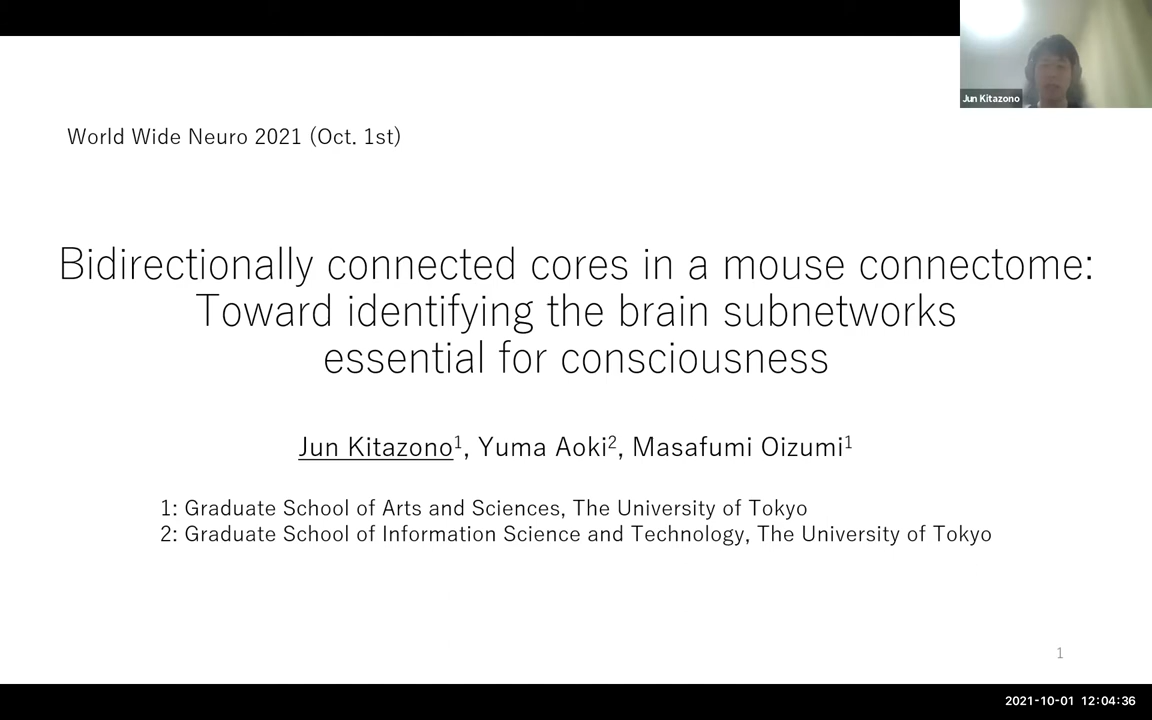 Jun Kitazono
World Wide Neuro 2021 (Oct. 1st)
Bidirectionally connected cores in a mouse connectome:
Toward identifying the brain subnetworks
essential for consciousness
Jun Kitazono1, Yuma Aoki2, Masafumi Oizumi1
1: Graduate School of Arts and Sciences, The University of Tokyo
2: Graduate School of Information Science and Technology, The University of Tokyo
1
2021-10-01 12:04:36